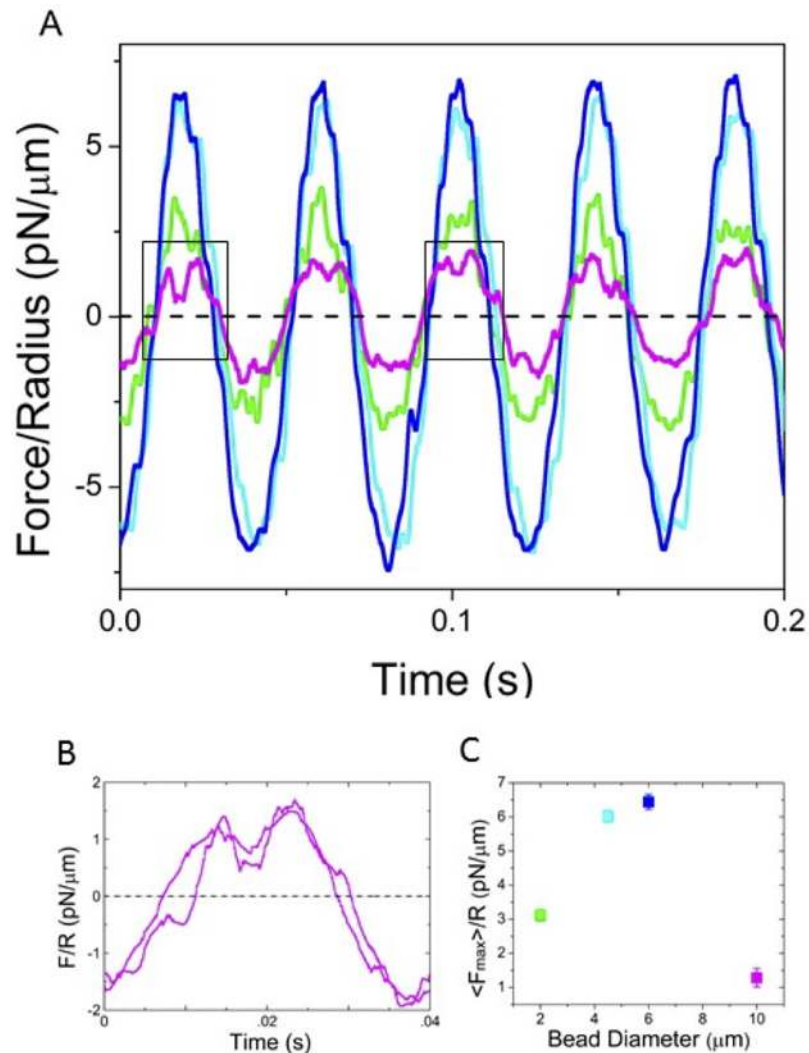 A
Force/Radius (pN/μm)
5
0
-5
0.0
0.1
0.2
Time (s)
B
F/R (pN/μm)
2
1
0
-1
-2
0
.02
.04
Time (s)
C
<Fmax>/R (pN/μm)
7
6
5
4
3
2
1
2
4
6
8
10
Bead Diameter (μm)